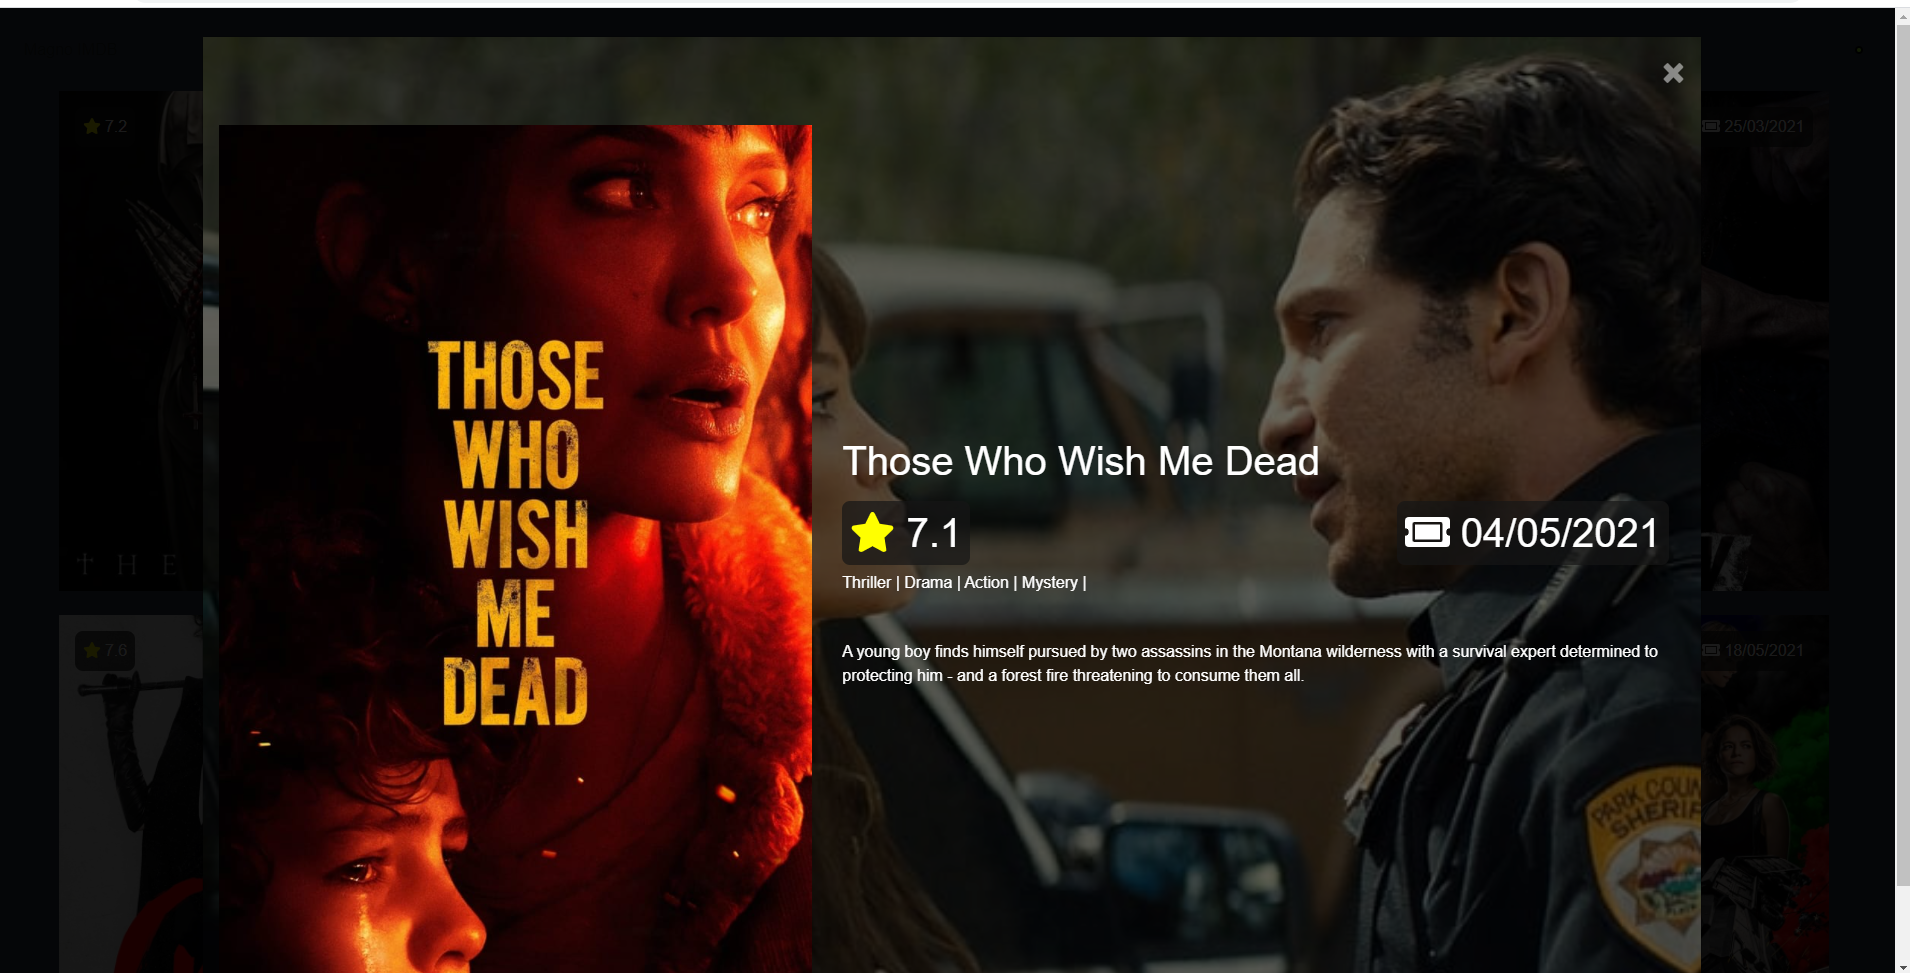 7.2
25/03/2021
THOSE
WHO
WISH
ME
DEAD
Those Who Wish Me Dead
7.1
04/05/2021
Thriller | Drama | Action | Mystery |
A young boy finds himself pursued by two assassins in the Montana wilderness with a survival expert determined to
protecting him - and a forest fire threatening to consume them all.
THE
7.6
18/05/2021
PARK COUN
SHERIF